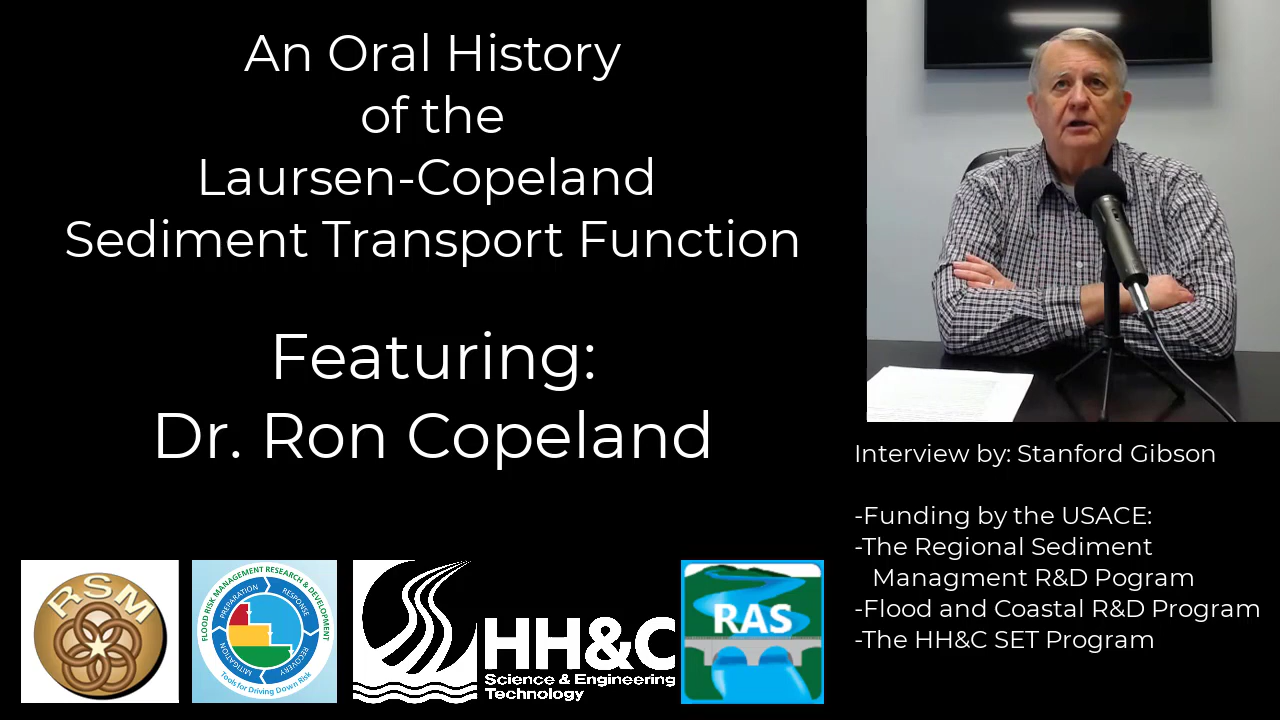 An Oral History
of the
Laursen-Copeland
Sediment Transport Function
Featuring:
Dr. Ron Copeland
Interview by: Stanford Gibson
-Funding by the USACE:
-The Regional Sediment
Managment R&D Pogram
-Flood and Coastal R&D Program
-The HH&C SET Program
RSM
FLOOD RISK MANAGEMENT RESEARCH & DEVELOPMENT
PREPARATION
RESPONSE
RECOVERY
MITIGATION
Tools for Driving Down Risk
HH&C
Science & Engineering
Technology
RAS